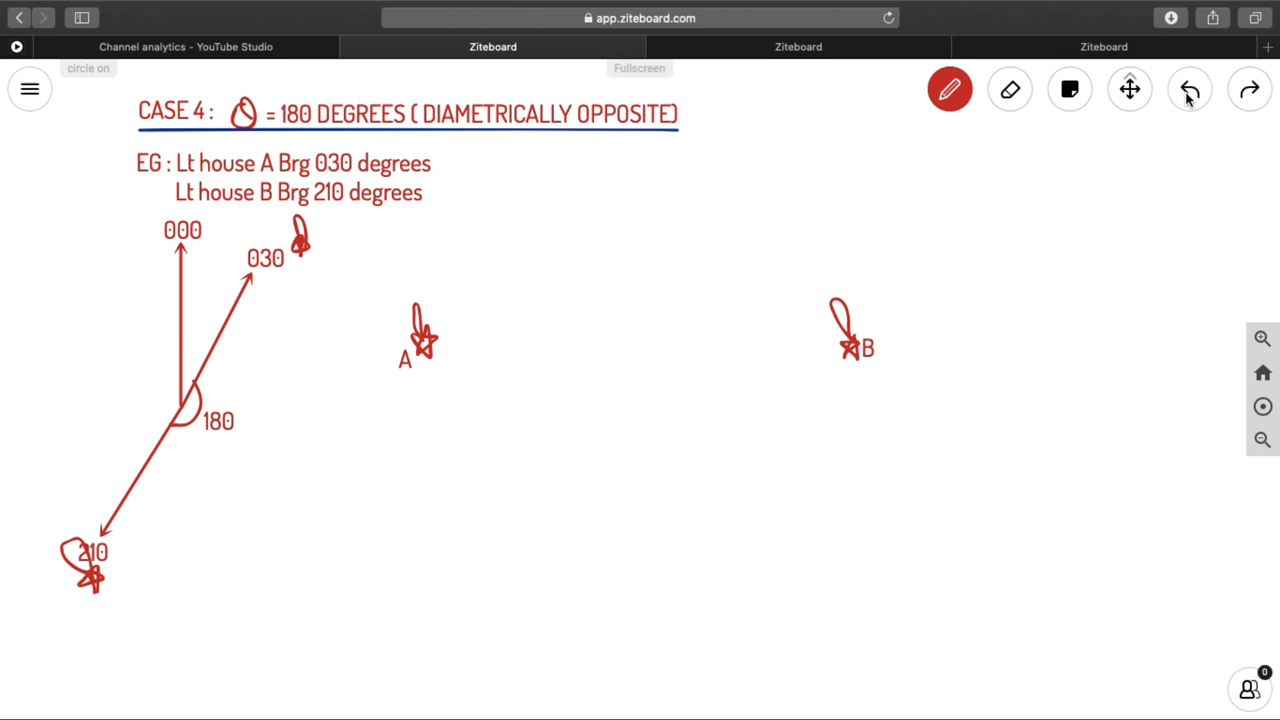 app.ziteboard.com
Channel analytics - YouTube Studio
Ziteboard
Ziteboard
Ziteboard
circle on
Fullscreen
CASE 4 : = 180 DEGREES ( DIAMETRICALLY OPPOSITE)
EG : Lt house A Brg 030 degrees
Lt house B Brg 210 degrees
000
030
A
B
180
210
0